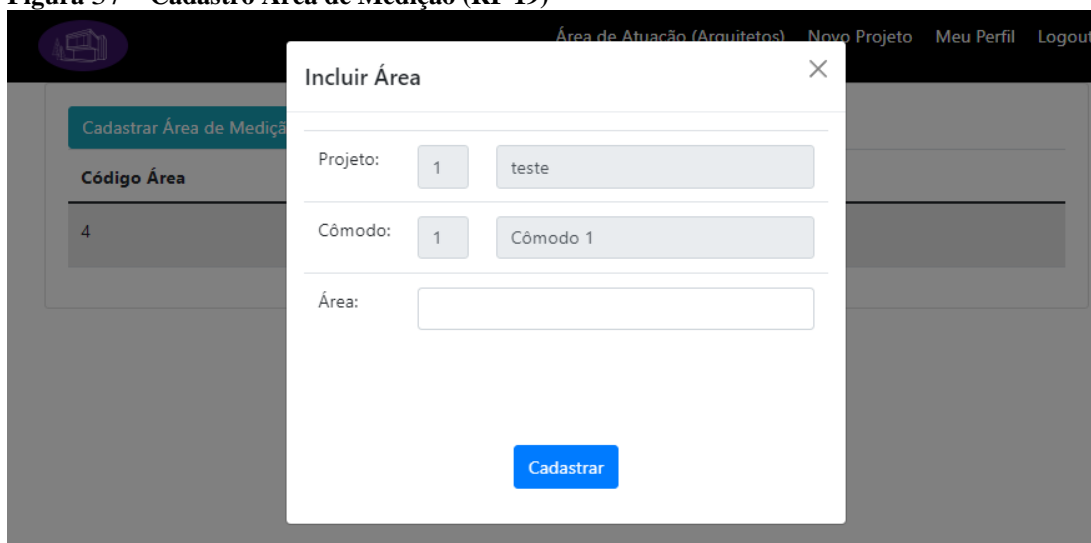 Figura 37 – Cadastro Área de Medição (RF 19)
Área de Atuação (Arquitetos) Novo Projeto Meu Perfil Logout
Incluir Área
Cadastrar Área de Mediçã
Projeto: 1 teste
Código Área
Cômodo: 1 Cômodo 1
4
Área:
Cadastrar